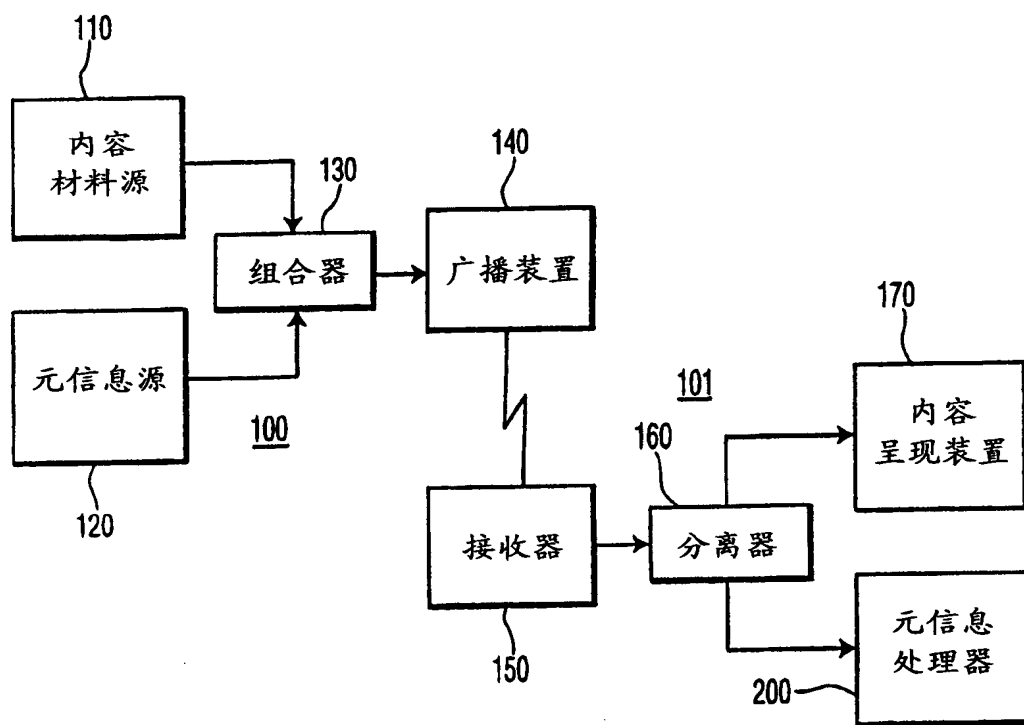 110
内容
材料源
130
组合器
140
广播装置
元信息源
120
100
101
170
内容
呈现装置
160
分离器
接收器
150
元信息
处理器
200